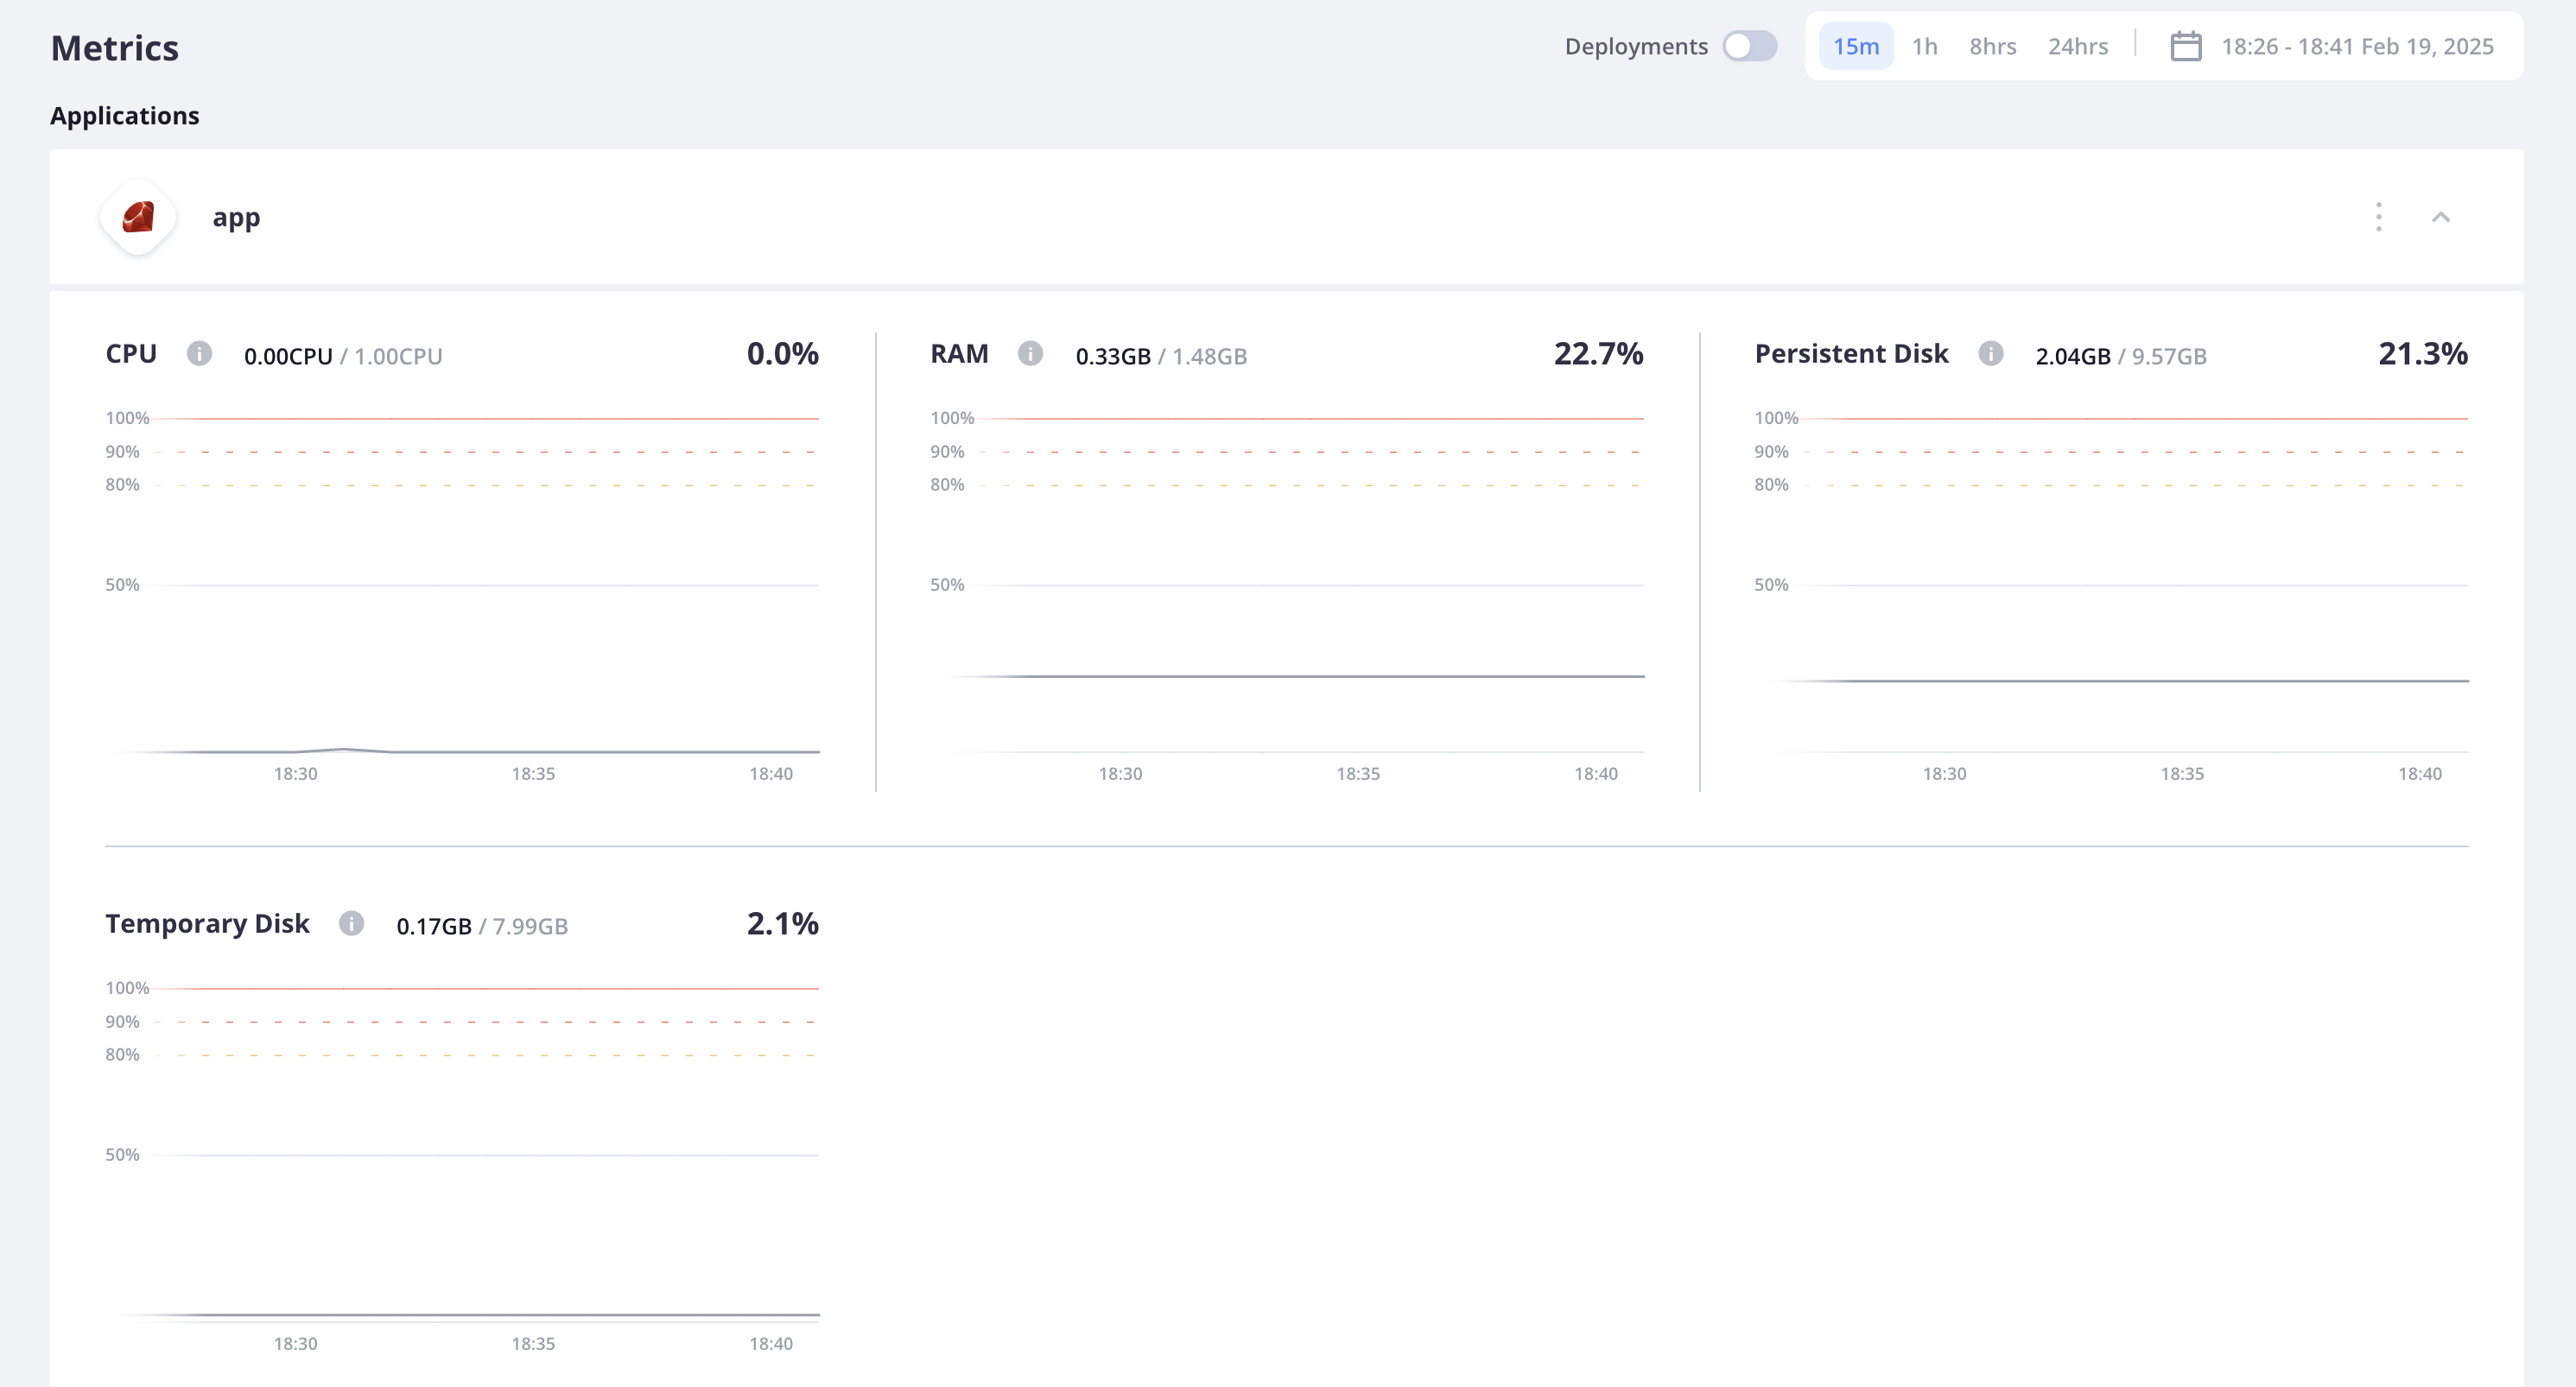 Metrics
Deployments 15m 1h 8hrs 24hrs 18:26 - 18:41 Feb 19, 2025
Applications
app
CPU 0.00CPU / 1.00CPU 0.0%
100%
90%
80%
50%
18:30 18:35 18:40
RAM 0.33GB / 1.48GB 22.7%
100%
90%
80%
50%
18:30 18:35 18:40
Persistent Disk 2.04GB / 9.57GB 21.3%
100%
90%
80%
50%
18:30 18:35 18:40
Temporary Disk 0.17GB / 7.99GB 2.1%
100%
90%
80%
50%
18:30 18:35 18:40